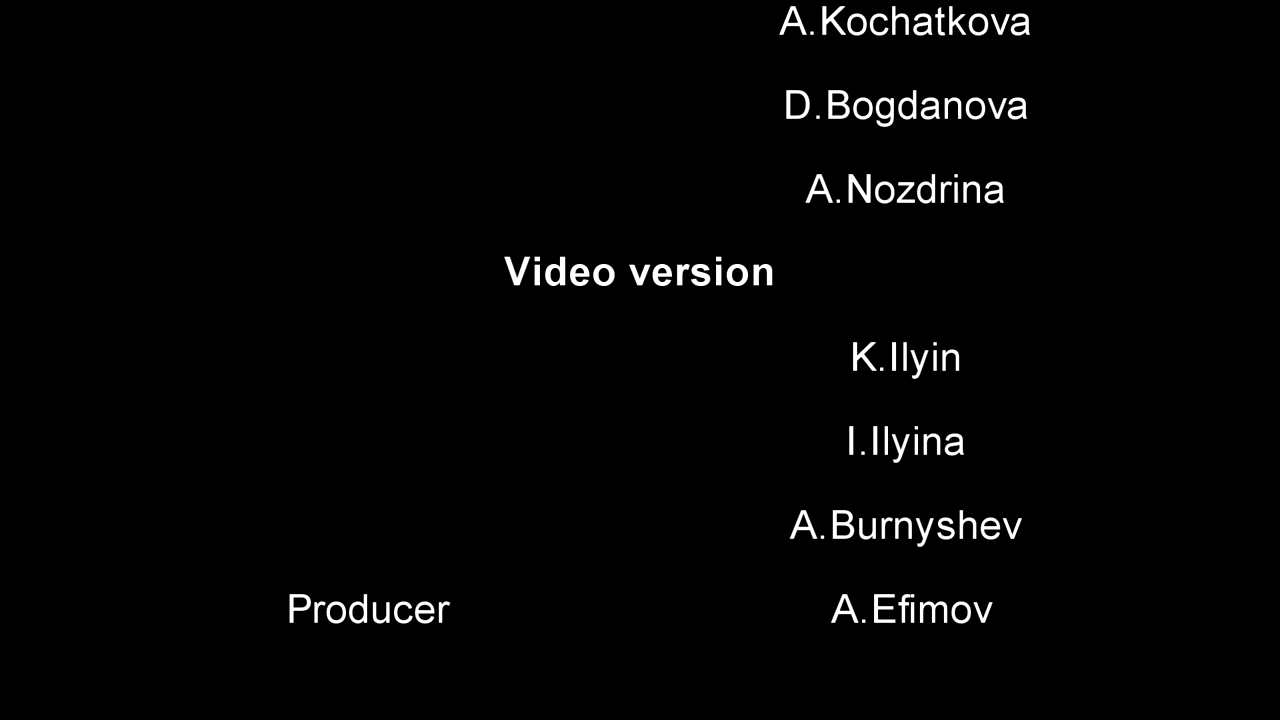 A.Kochatkova
D.Bogdanova
A.Nozdrina
Video version
K.Ilyin
I.Ilyina
A.Burnyshev
Producer A.Efimov